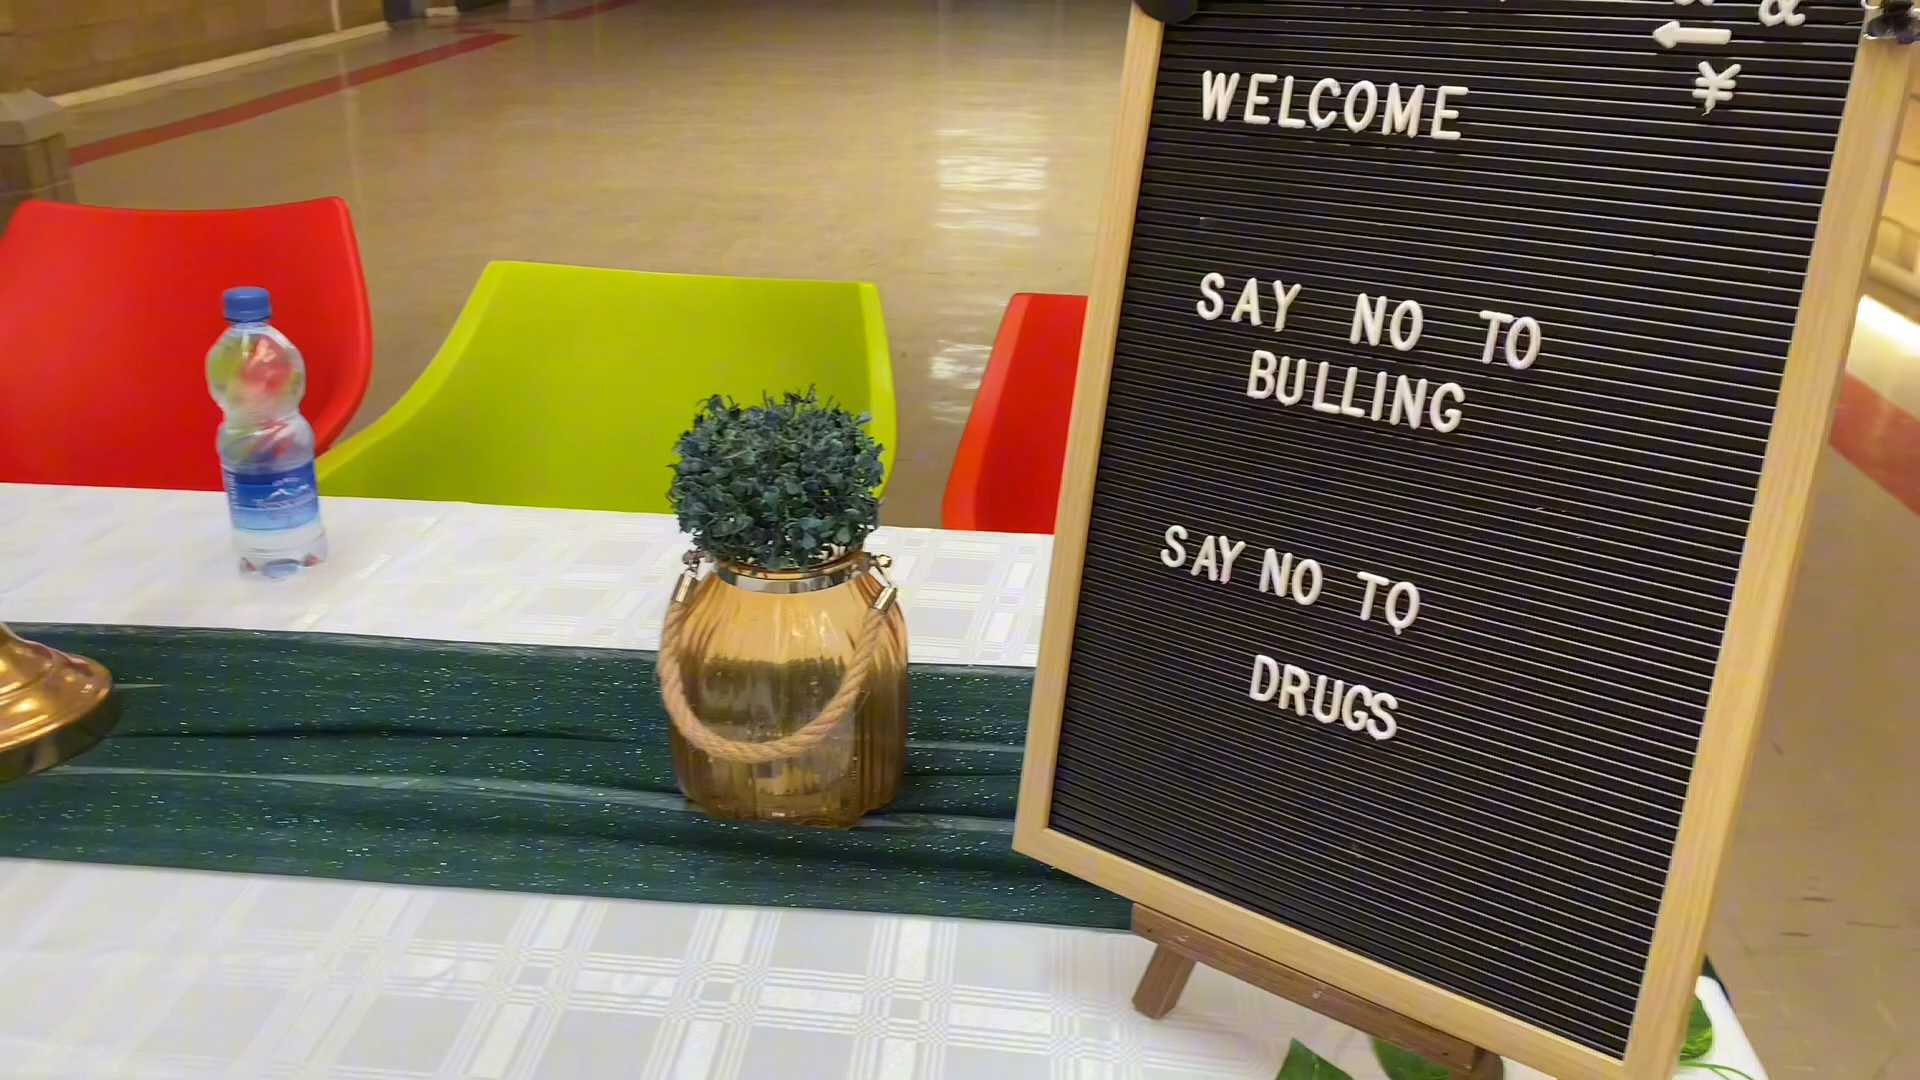 &
←
¥
WELCOME
SAY NO TO
BULLING
SAY NO TO
DRUGS